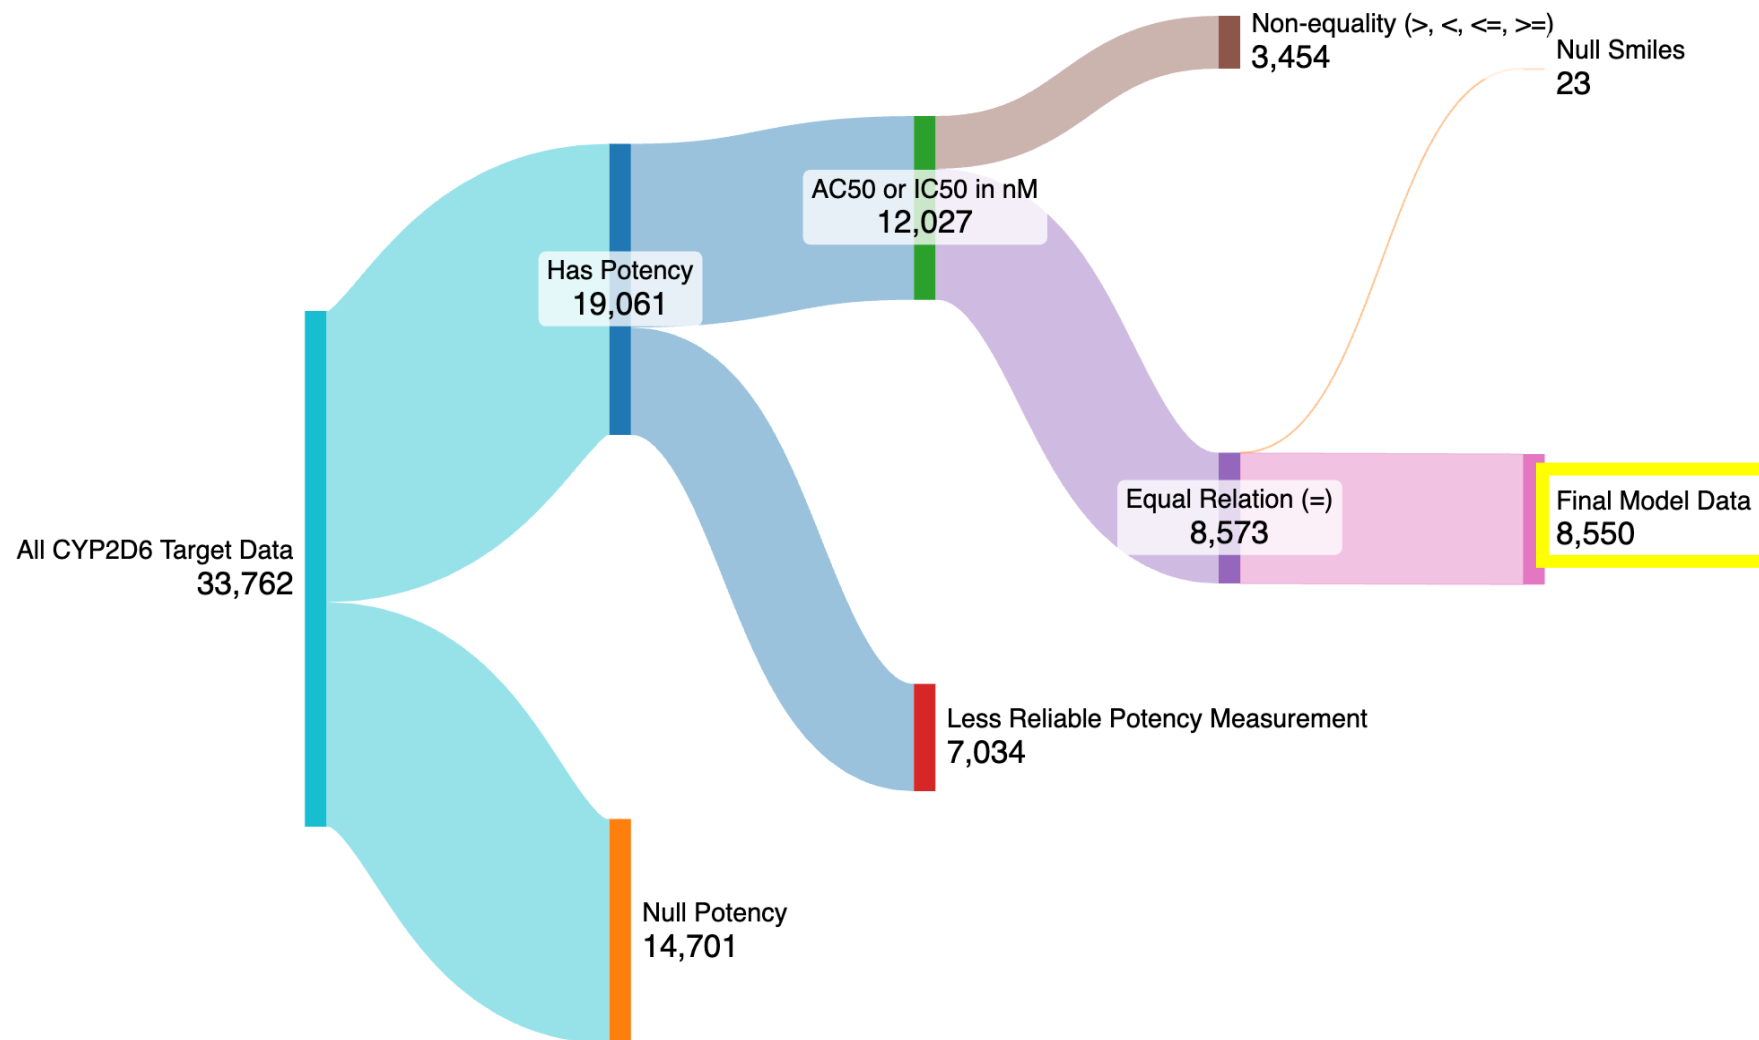 Non-equality (>, <, <=, >=)
3,454
Null Smiles
23
AC50 or IC50 in nM
12,027
Has Potency
19,061
Equal Relation (=)
8,573
Final Model Data
8,550
All CYP2D6 Target Data
33,762
Less Reliable Potency Measurement
7,034
Null Potency
14,701